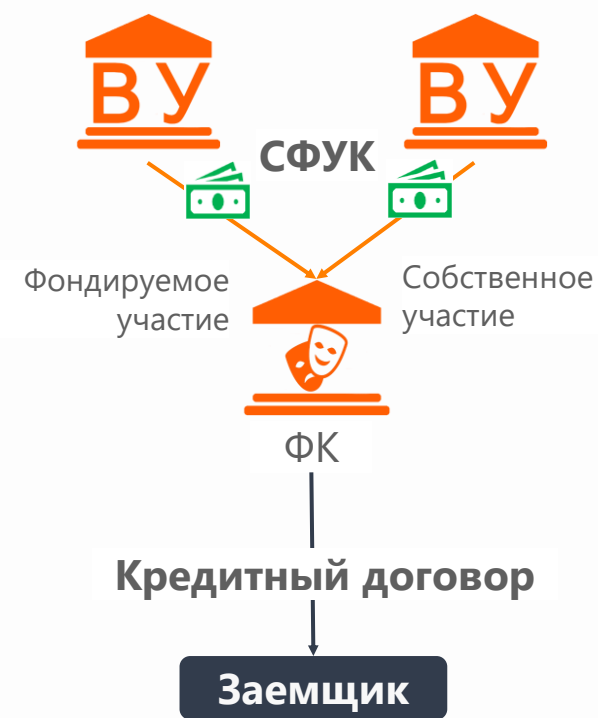 ВУ ВУ
СФУК
Фондируемое
участие
Собственное
участие
ФК
Кредитный договор
Заемщик